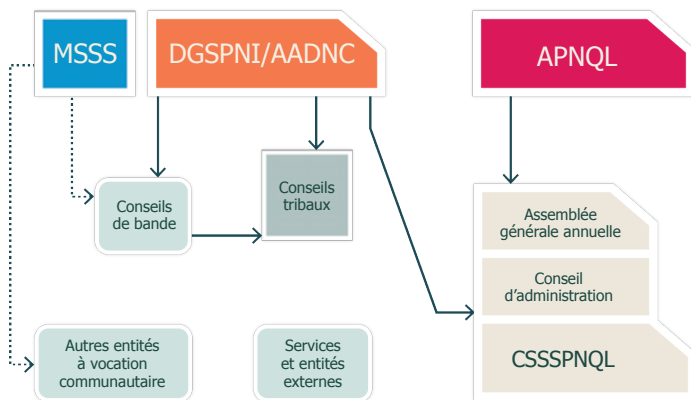 MSSS
DGSPNI/AADNC
APNQL
Conseils
de bande
Conseils
tribaux
Assemblée
générale annuelle
Conseil
d'administration
CSSSPNQL
Autres entités
à vocation
communautaire
Services
et entités
externes